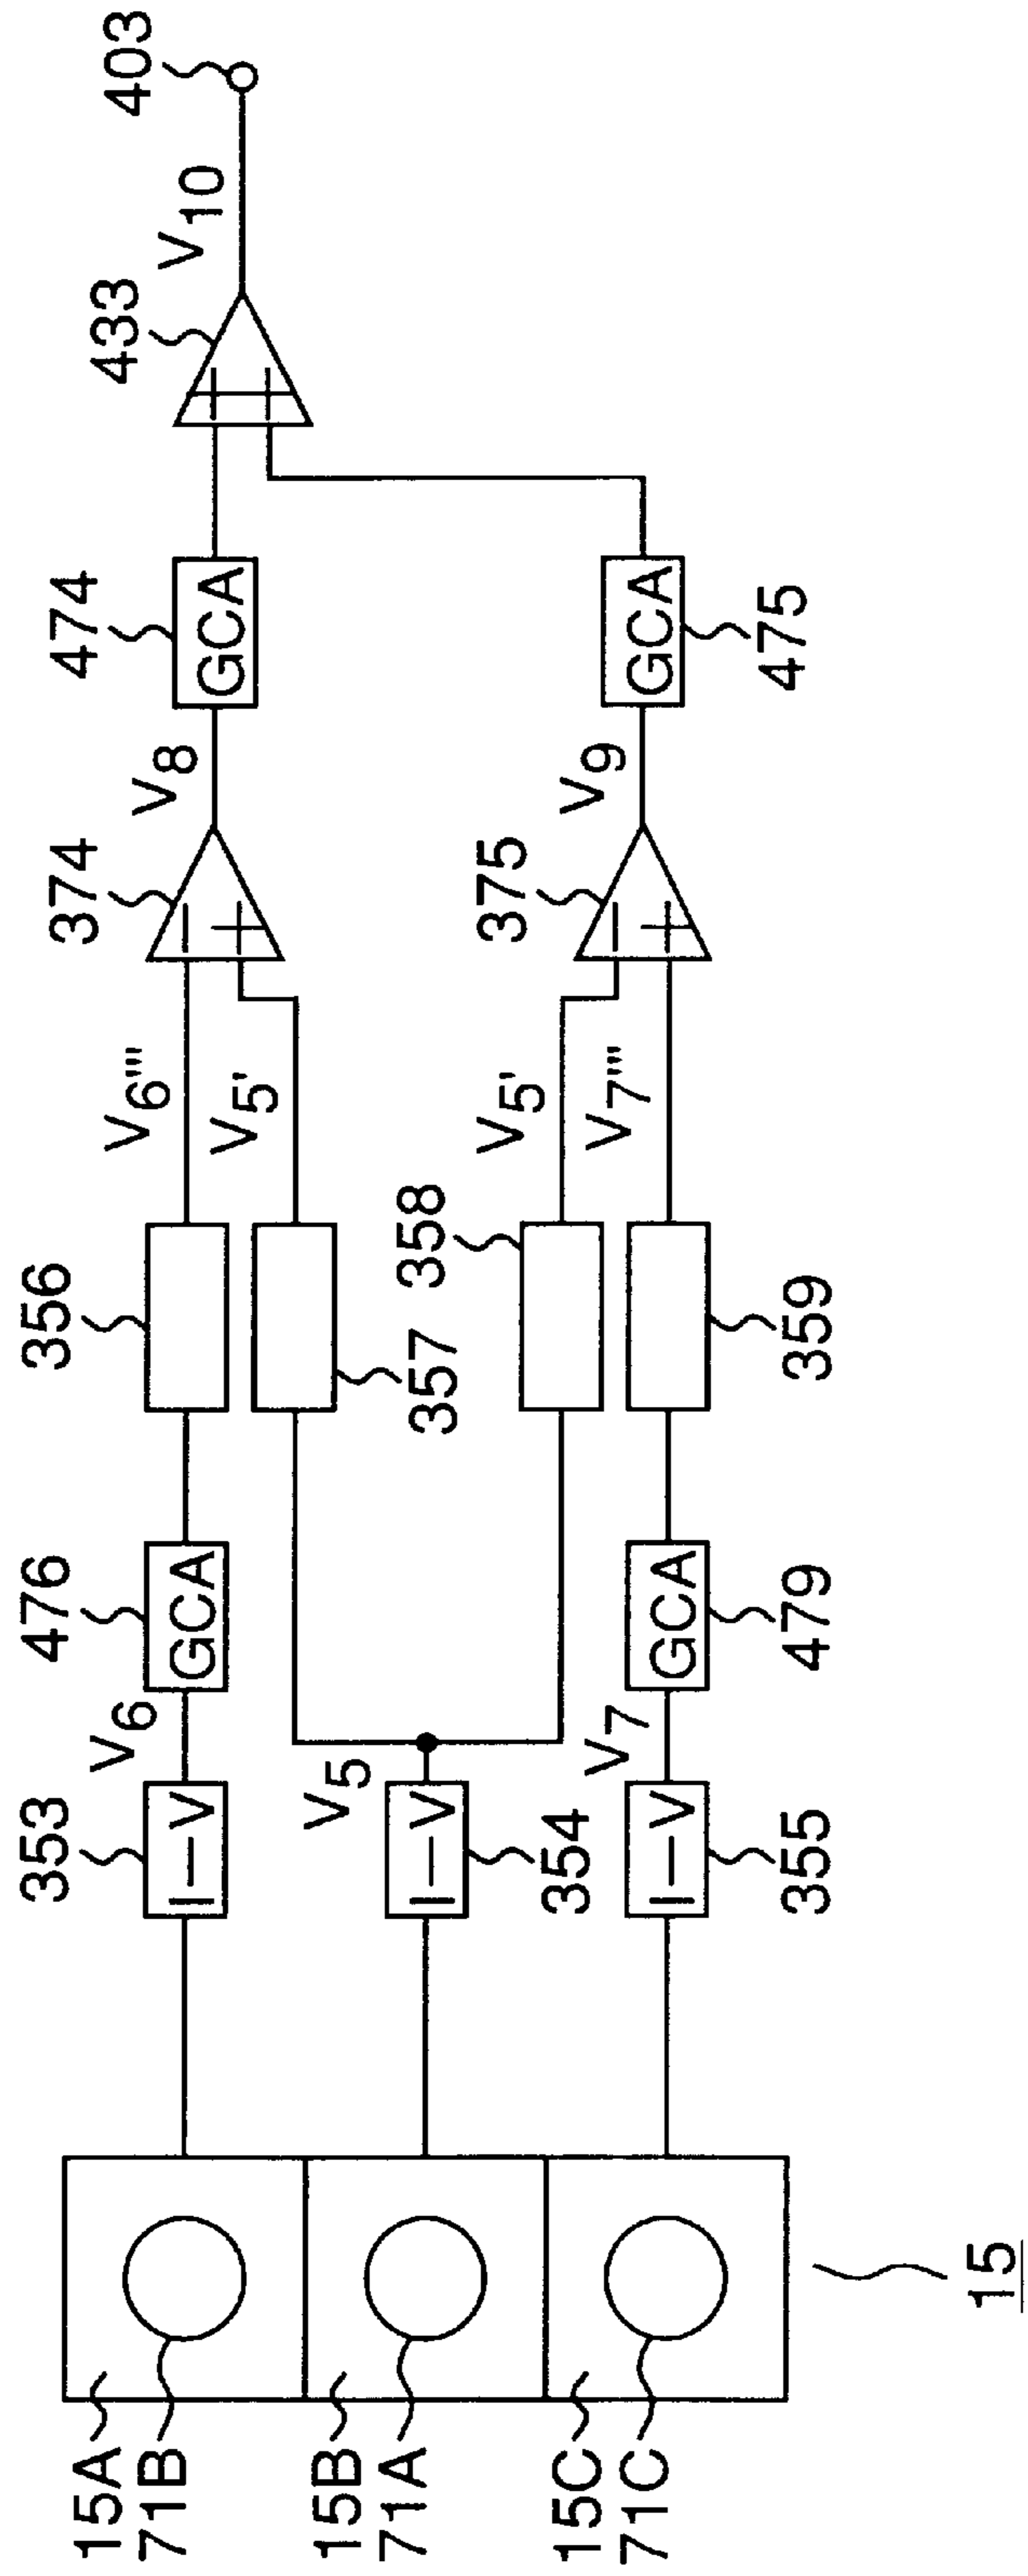 15A
71B
15B
71A
15C
71C
15
353
I–V
V6
476
GCA
356
V6'''
354
I–V
V5
357
V5'
358
V5'
355
I–V
V7
479
GCA
359
V7'''
374
−
+
V8
474
GCA
375
−
+
V9
475
GCA
433
+
+
V10
403